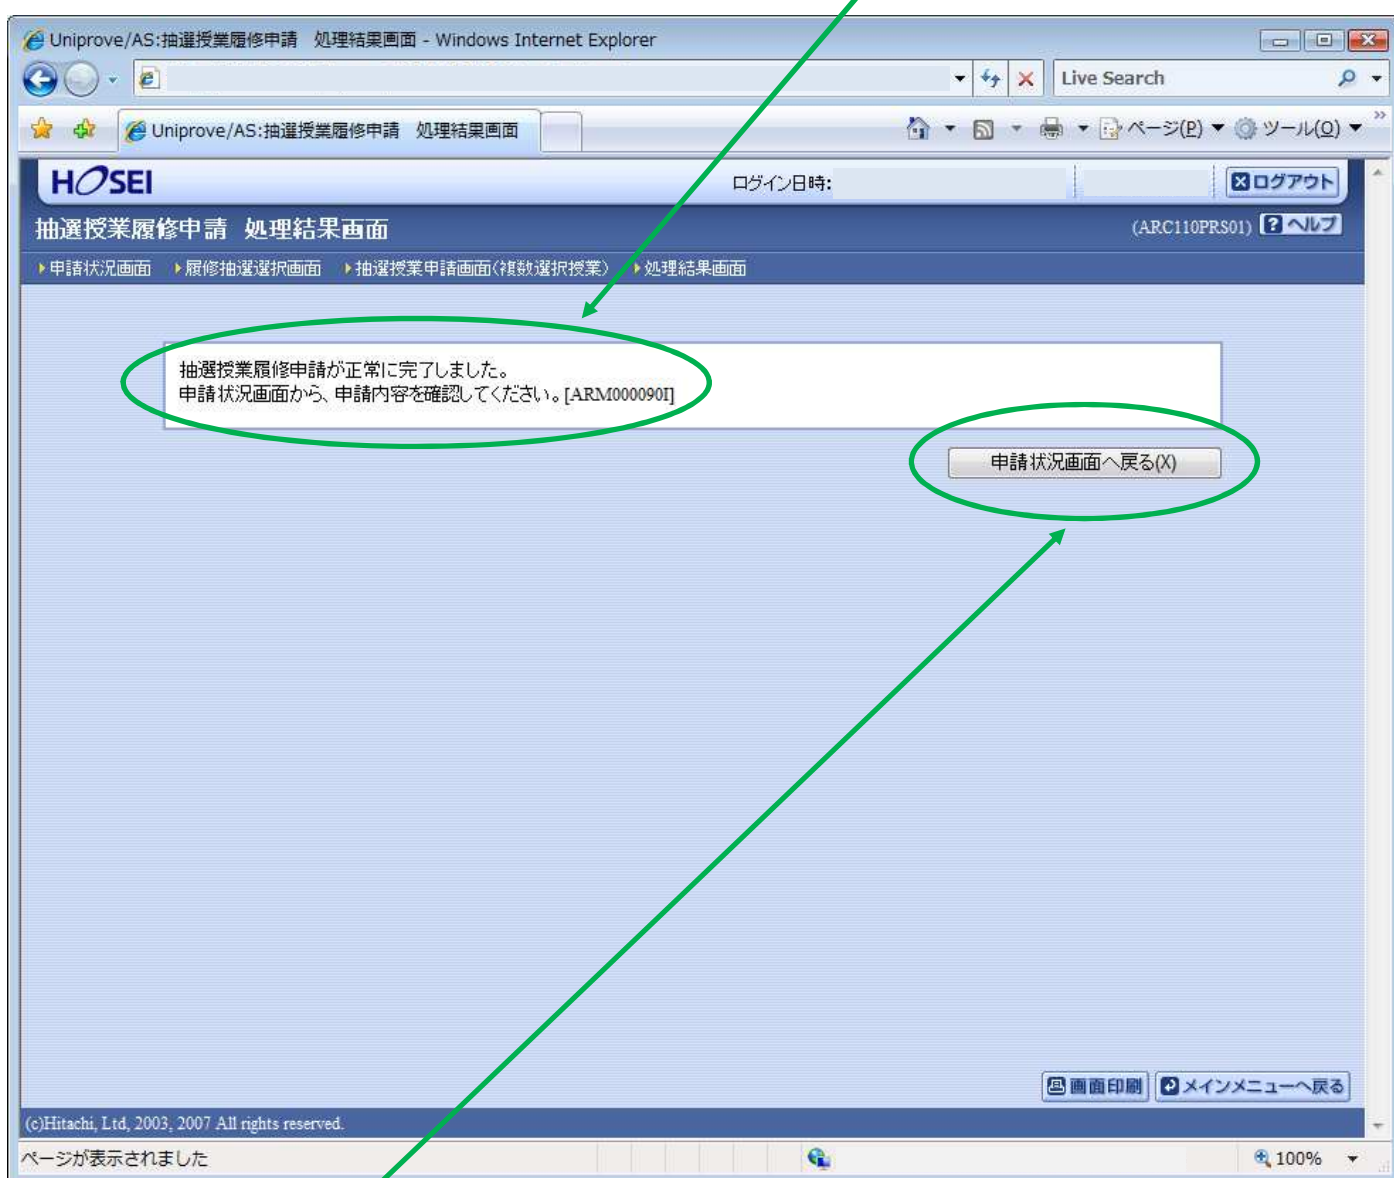 Uniprove/AS:抽選授業履修申請　処理結果画面 - Windows Internet Explorer
Live Search
Uniprove/AS:抽選授業履修申請　処理結果画面
ページ(P)
ツール(O)
HOSEI
ログイン日時:
ログアウト
抽選授業履修申請　処理結果画面
(ARC110PRS01)
? ヘルプ
申請状況画面
履修抽選選択画面
抽選授業申請画面(複数選択授業)
処理結果画面
抽選授業履修申請が正常に完了しました。
申請状況画面から、申請内容を確認してください。[ARM000090I]
申請状況画面へ戻る(X)
画面印刷
メインメニューへ戻る
(c)Hitachi, Ltd, 2003, 2007 All rights reserved.
ページが表示されました
100%